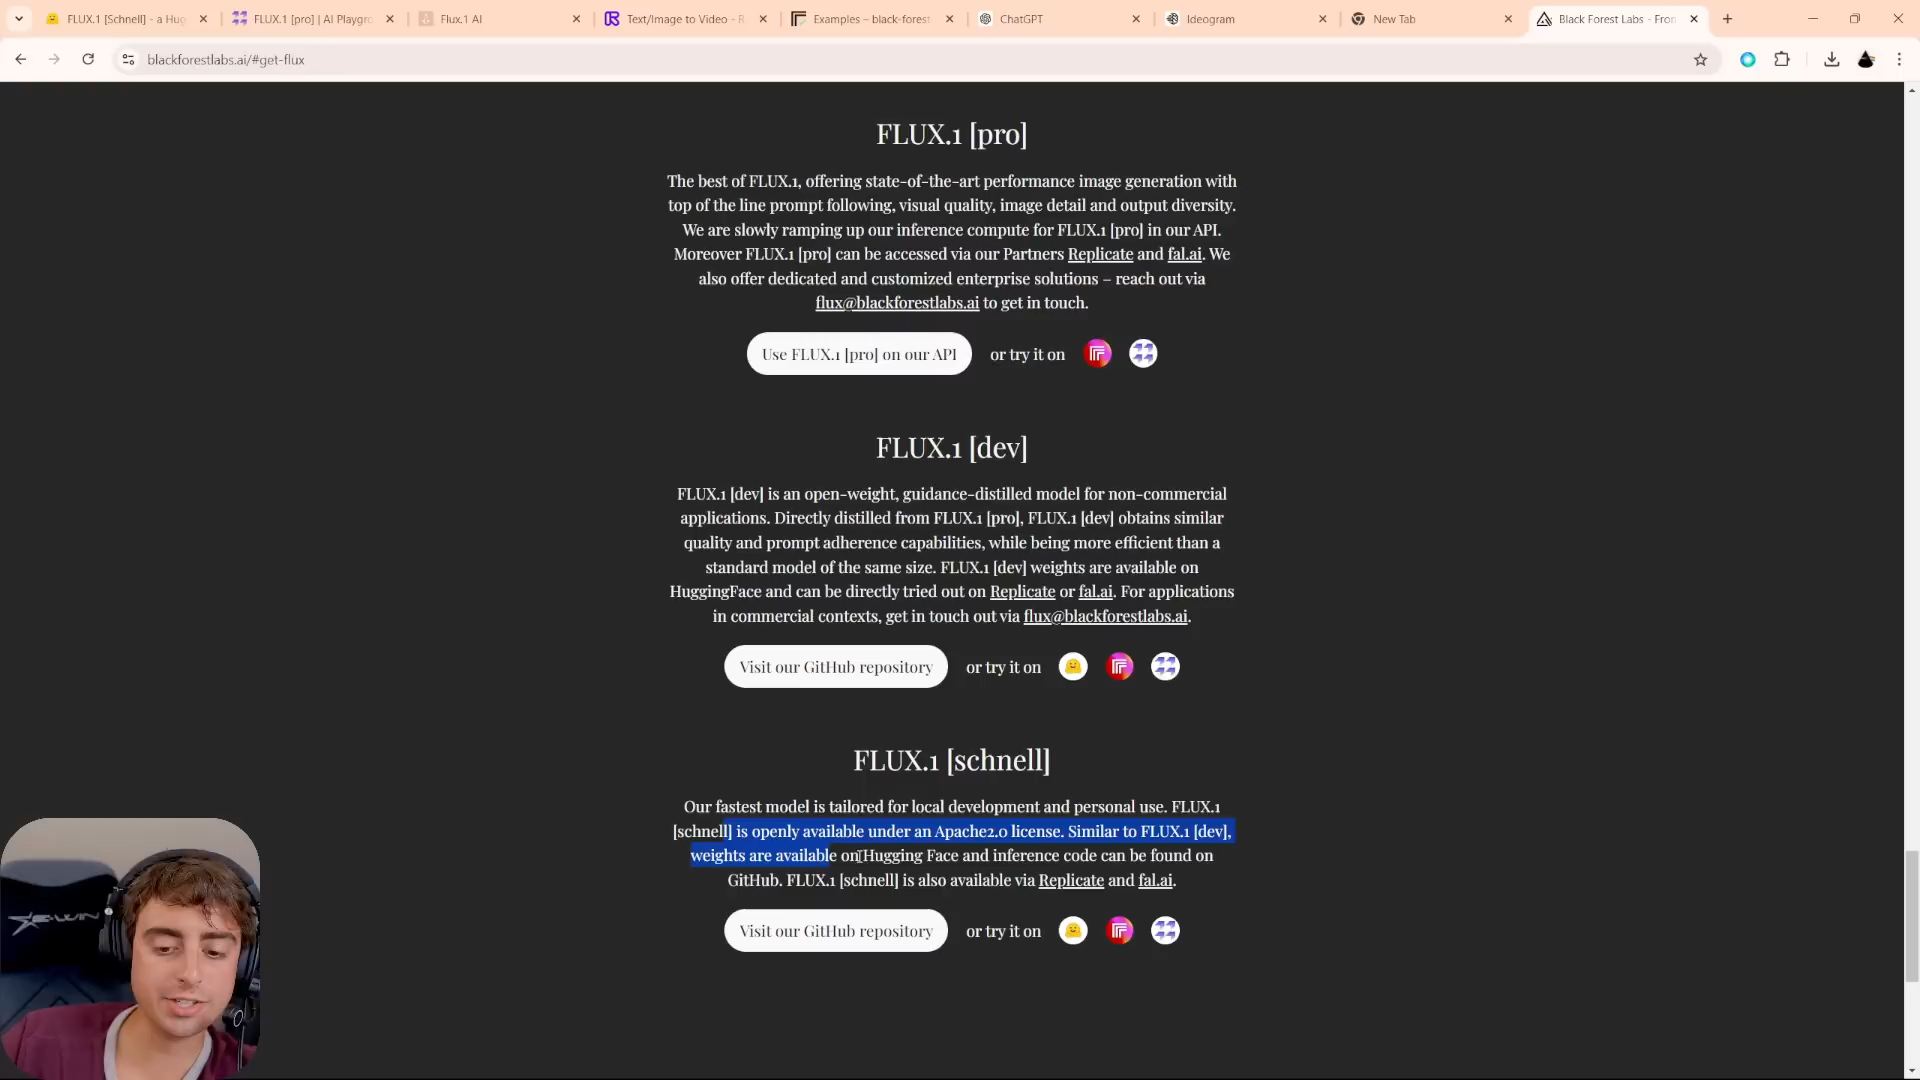 FLUX.1 [Schnell] - a Hug
FLUX.1 [pro] | AI Playgro
Flux.1 AI
Text/Image to Video - R
Examples – black-forest
ChatGPT
Ideogram
New Tab
Black Forest Labs - Fron
blackforestlabs.ai/#get-flux
FLUX.1 [pro]
The best of FLUX.1, offering state-of-the-art performance image generation with
top of the line prompt following, visual quality, image detail and output diversity.
We are slowly ramping up our inference compute for FLUX.1 [pro] in our API.
Moreover FLUX.1 [pro] can be accessed via our Partners Replicate and fal.ai. We
also offer dedicated and customized enterprise solutions – reach out via
flux@blackforestlabs.ai to get in touch.
Use FLUX.1 [pro] on our API or try it on
FLUX.1 [dev]
FLUX.1 [dev] is an open-weight, guidance-distilled model for non-commercial
applications. Directly distilled from FLUX.1 [pro], FLUX.1 [dev] obtains similar
quality and prompt adherence capabilities, while being more efficient than a
standard model of the same size. FLUX.1 [dev] weights are available on
HuggingFace and can be directly tried out on Replicate or fal.ai. For applications
in commercial contexts, get in touch out via flux@blackforestlabs.ai.
Visit our GitHub repository or try it on
FLUX.1 [schnell]
Our fastest model is tailored for local development and personal use. FLUX.1
[schnell] is openly available under an Apache2.0 license. Similar to FLUX.1 [dev],
weights are available on Hugging Face and inference code can be found on
GitHub. FLUX.1 [schnell] is also available via Replicate and fal.ai.
Visit our GitHub repository or try it on